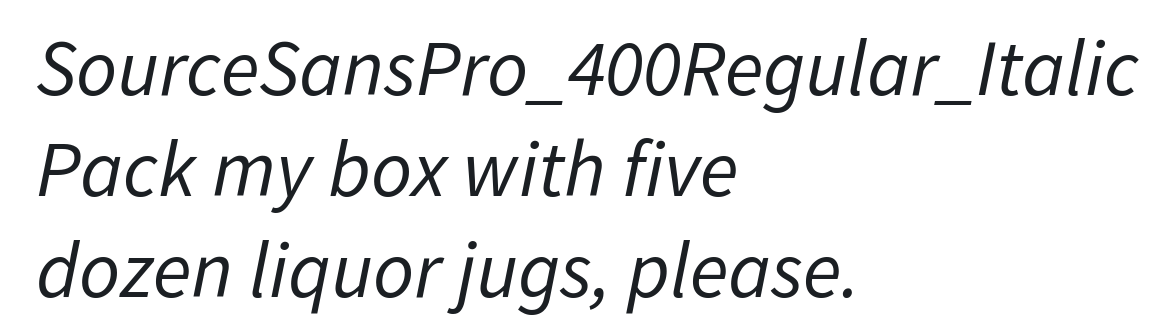 SourceSansPro_400Regular_Italic
Pack my box with five
dozen liquor jugs, please.